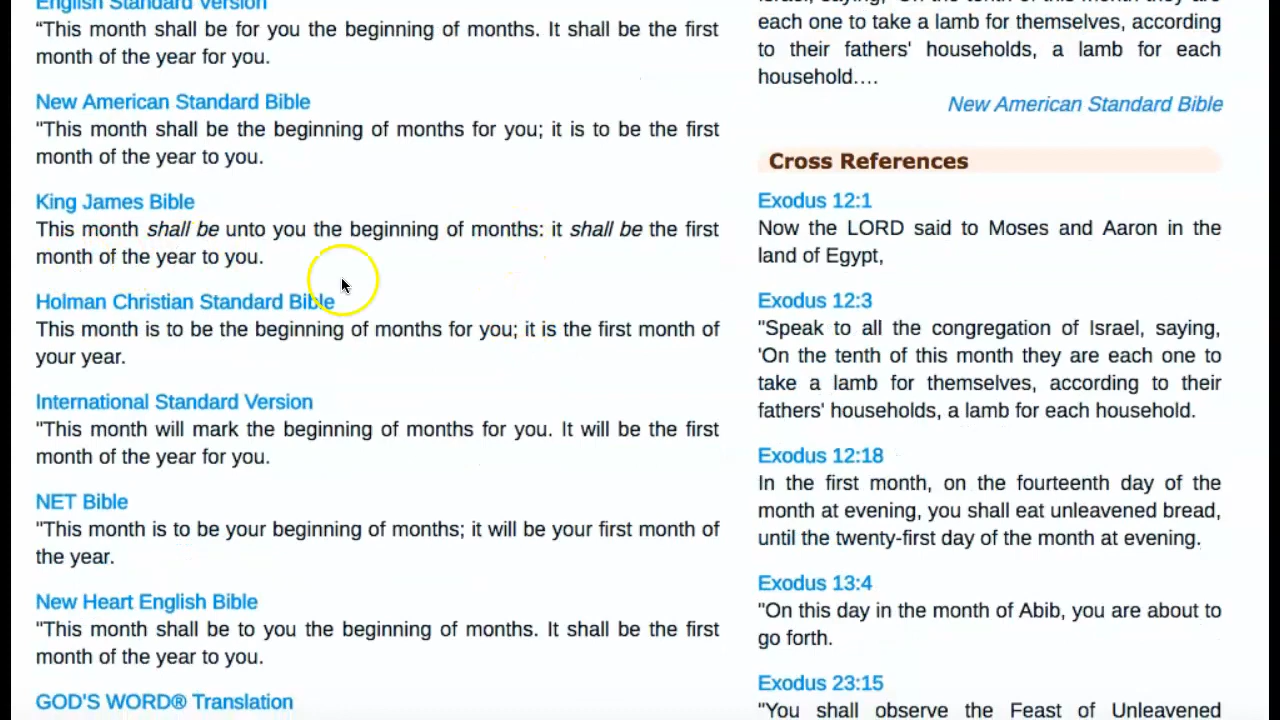 English Standard Version
“This month shall be for you the beginning of months. It shall be the first
month of the year for you.
New American Standard Bible
"This month shall be the beginning of months for you; it is to be the first
month of the year to you.
King James Bible
This month shall be unto you the beginning of months: it shall be the first
month of the year to you.
Holman Christian Standard Bible
This month is to be the beginning of months for you; it is the first month of
your year.
International Standard Version
"This month will mark the beginning of months for you. It will be the first
month of the year for you.
NET Bible
"This month is to be your beginning of months; it will be your first month of
the year.
New Heart English Bible
"This month shall be to you the beginning of months. It shall be the first
month of the year to you.
GOD'S WORD® Translation
Israel, saying, 'On the tenth of this month they are
each one to take a lamb for themselves, according
to their fathers' households, a lamb for each
household.…
New American Standard Bible
Cross References
Exodus 12:1
Now the LORD said to Moses and Aaron in the
land of Egypt,
Exodus 12:3
"Speak to all the congregation of Israel, saying,
'On the tenth of this month they are each one to
take a lamb for themselves, according to their
fathers' households, a lamb for each household.
Exodus 12:18
In the first month, on the fourteenth day of the
month at evening, you shall eat unleavened bread,
until the twenty-first day of the month at evening.
Exodus 13:4
"On this day in the month of Abib, you are about to
go forth.
Exodus 23:15
"You shall observe the Feast of Unleavened